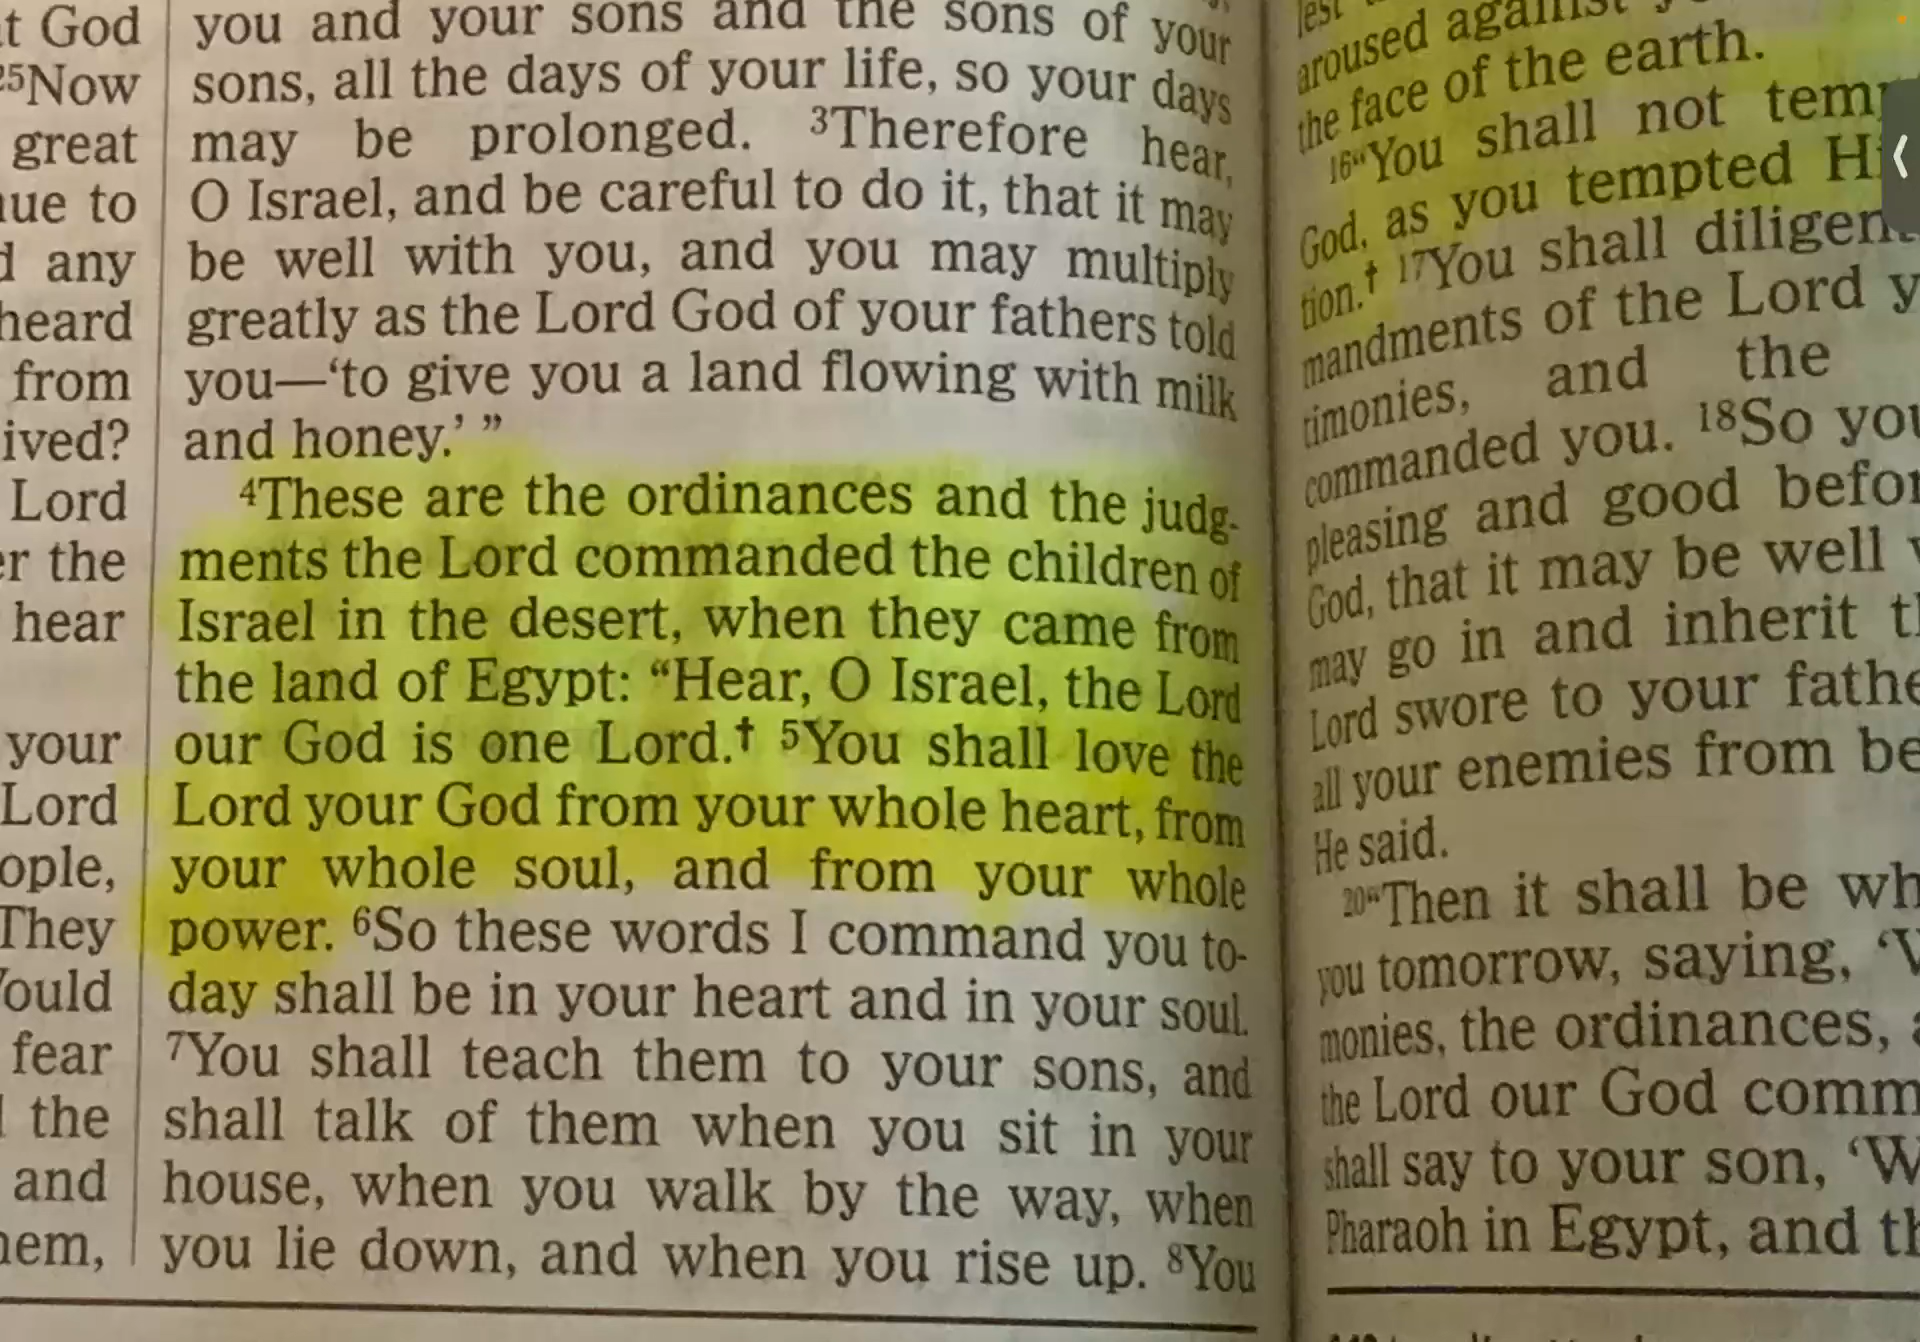 t God
25Now
great
ue to
any
heard
from
ived?
Lord
er the
hear
your
Lord
ople,
They
ould
fear
the
and
hem,
you and your sons and the sons of your
sons, all the days of your life, so your days
may be prolonged. 3Therefore hear,
O Israel, and be careful to do it, that it may
be well with you, and you may multiply
greatly as the Lord God of your fathers told
you—‘to give you a land flowing with milk
and honey.’ ”
4These are the ordinances and the judg-
ments the Lord commanded the children of
Israel in the desert, when they came from
the land of Egypt: “Hear, O Israel, the Lord
our God is one Lord.† 5You shall love the
Lord your God from your whole heart, from
your whole soul, and from your whole
power. 6So these words I command you to-
day shall be in your heart and in your soul.
7You shall teach them to your sons, and
shall talk of them when you sit in your
house, when you walk by the way, when
you lie down, and when you rise up. 8You
lest
aroused against
the face of the earth.
16“You shall not temp
God, as you tempted Hi
tion.† 17You shall diligen
mandments of the Lord y
timonies, and the
commanded you. 18So you
pleasing and good befor
God, that it may be well
may go in and inherit t
Lord swore to your fathe
all your enemies from be
He said.
20“Then it shall be wh
you tomorrow, saying, ‘
monies, the ordinances,
the Lord our God comm
shall say to your son, ‘W
Pharaoh in Egypt, and th